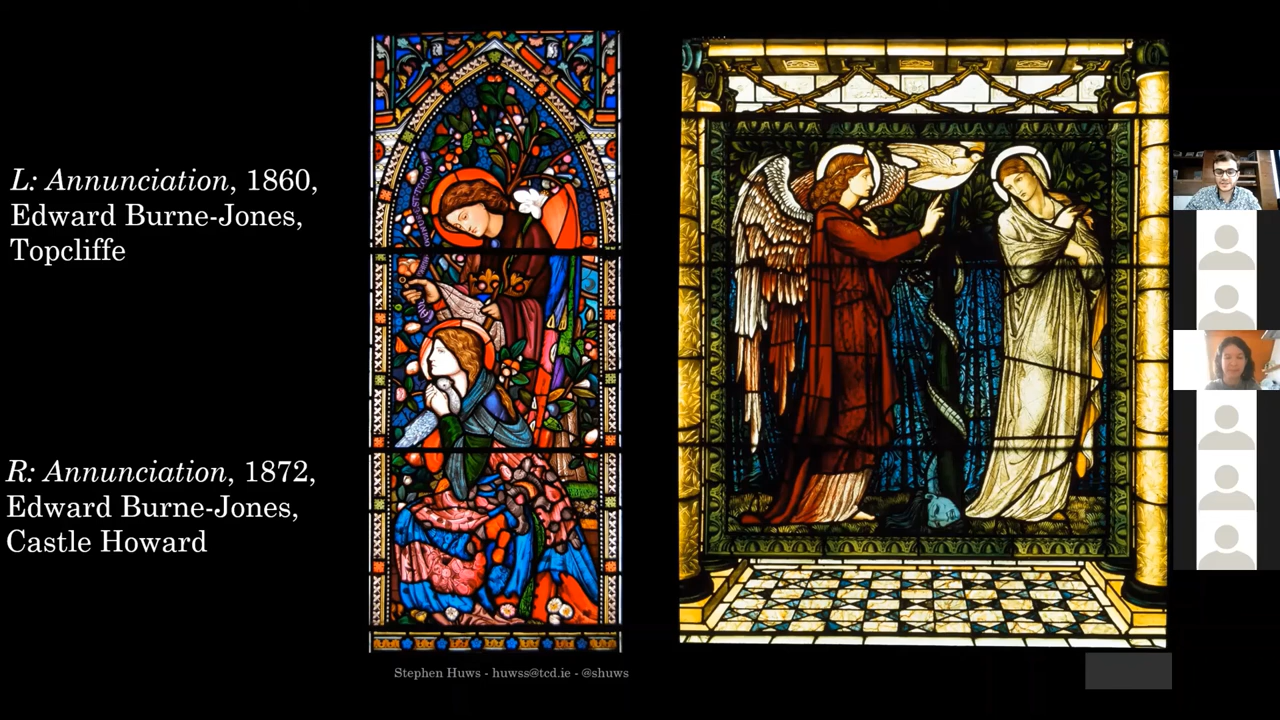 L: Annunciation, 1860,
Edward Burne-Jones,
Topcliffe
R: Annunciation, 1872,
Edward Burne-Jones,
Castle Howard
Stephen Huws - huwss@tcd.ie - @shuws